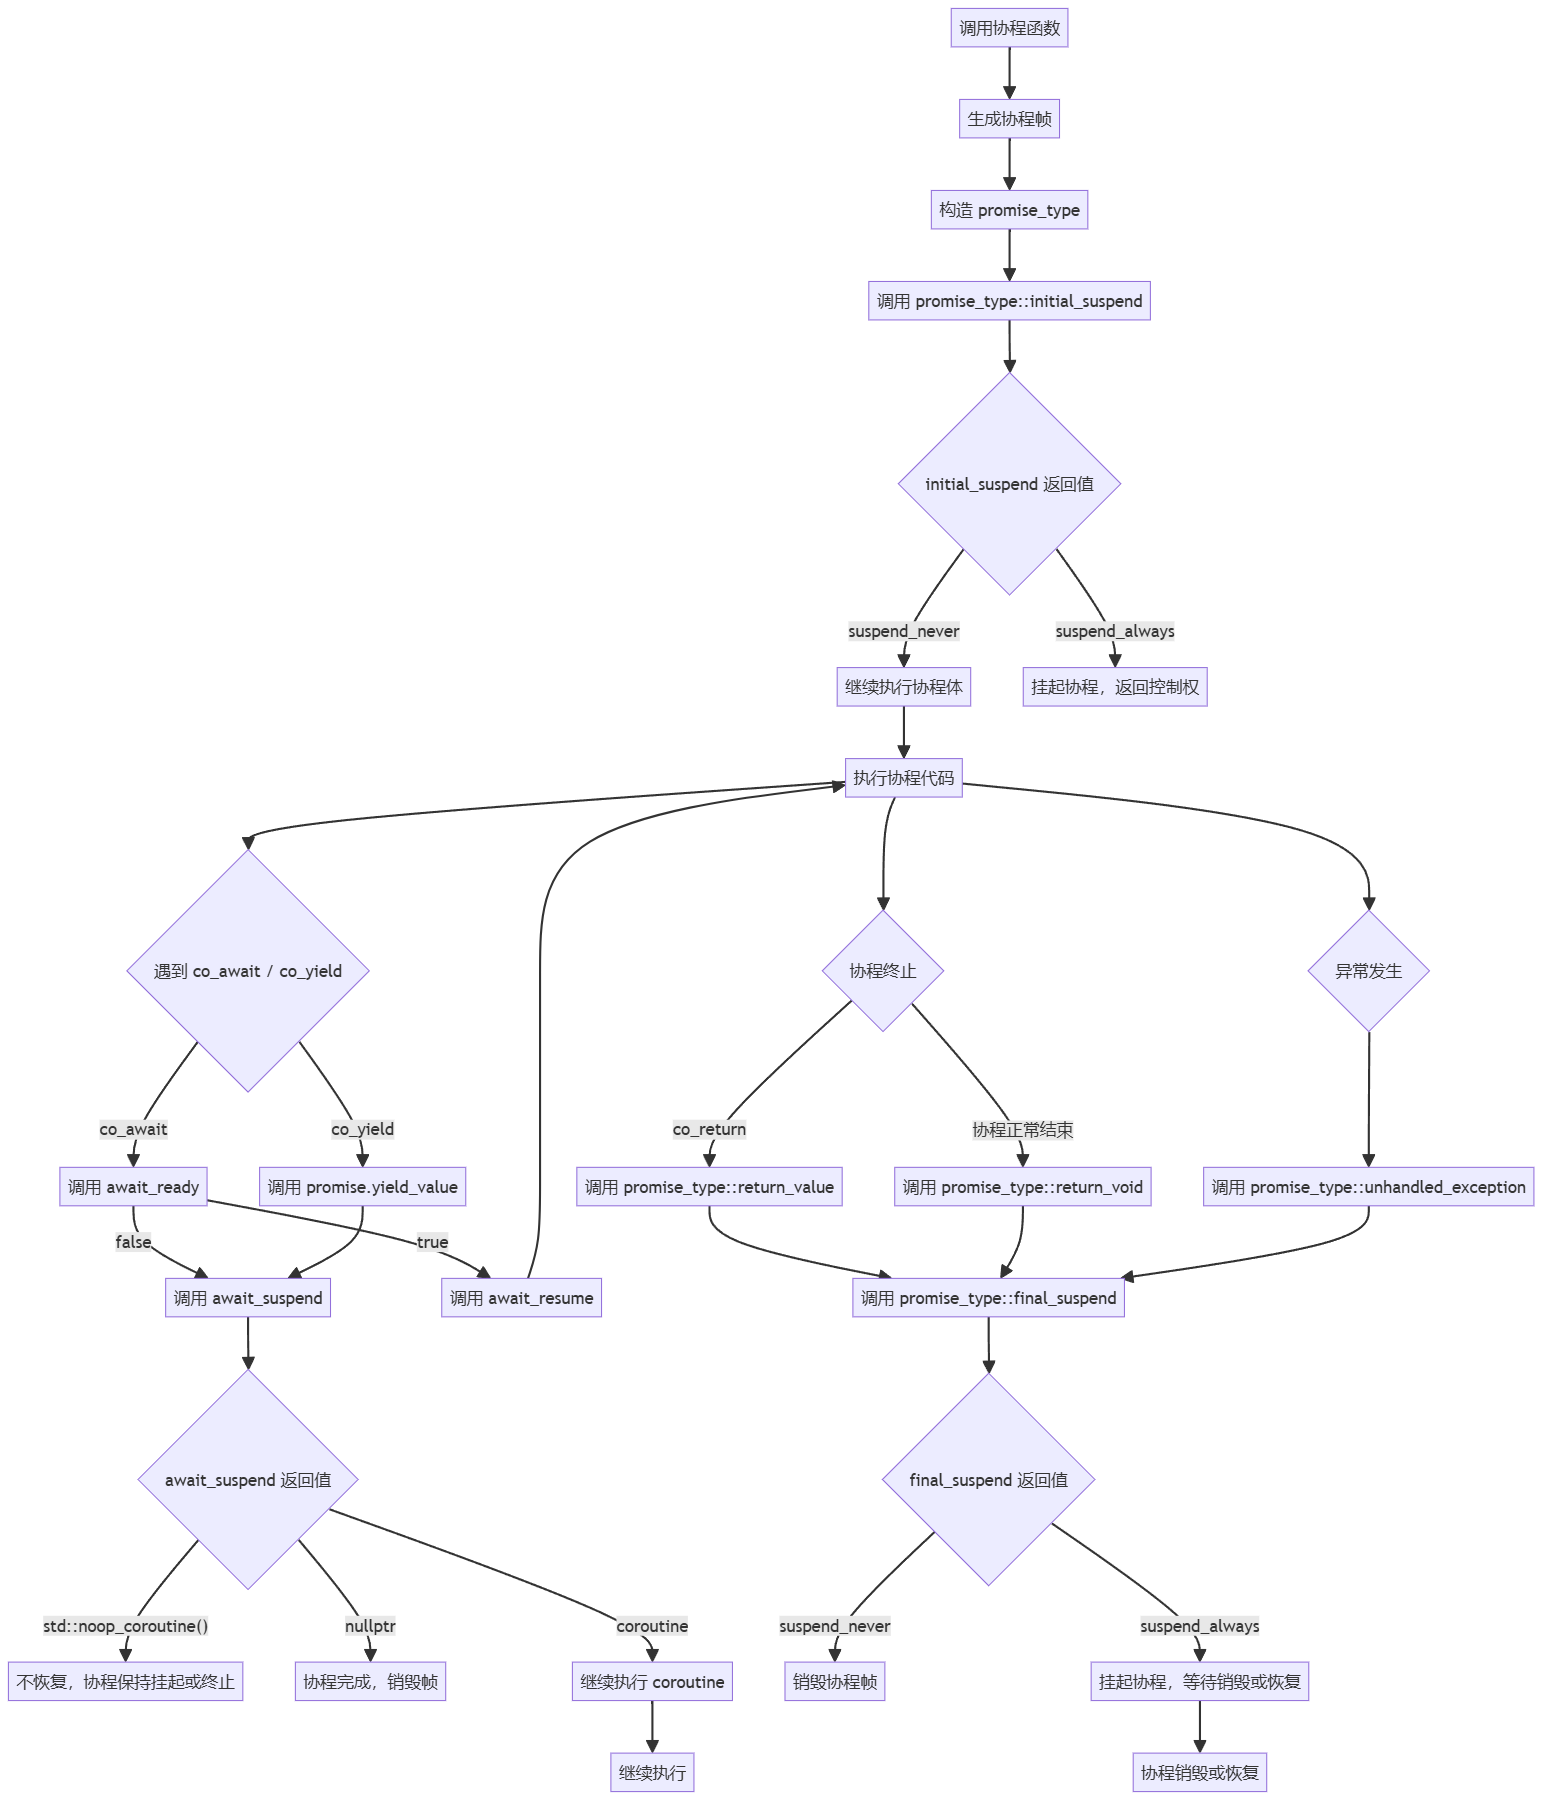 调用协程函数
生成协程帧
构造 promise_type
调用 promise_type::initial_suspend
initial_suspend 返回值
suspend_never
suspend_always
继续执行协程体
挂起协程，返回控制权
执行协程代码
遇到 co_await / co_yield
协程终止
异常发生
co_await
co_yield
co_return
协程正常结束
调用 await_ready
调用 promise.yield_value
调用 promise_type::return_value
调用 promise_type::return_void
调用 promise_type::unhandled_exception
false
true
调用 await_suspend
调用 await_resume
调用 promise_type::final_suspend
await_suspend 返回值
final_suspend 返回值
std::noop_coroutine()
nullptr
coroutine
suspend_never
suspend_always
不恢复，协程保持挂起或终止
协程完成，销毁帧
继续执行 coroutine
销毁协程帧
挂起协程，等待销毁或恢复
继续执行
协程销毁或恢复